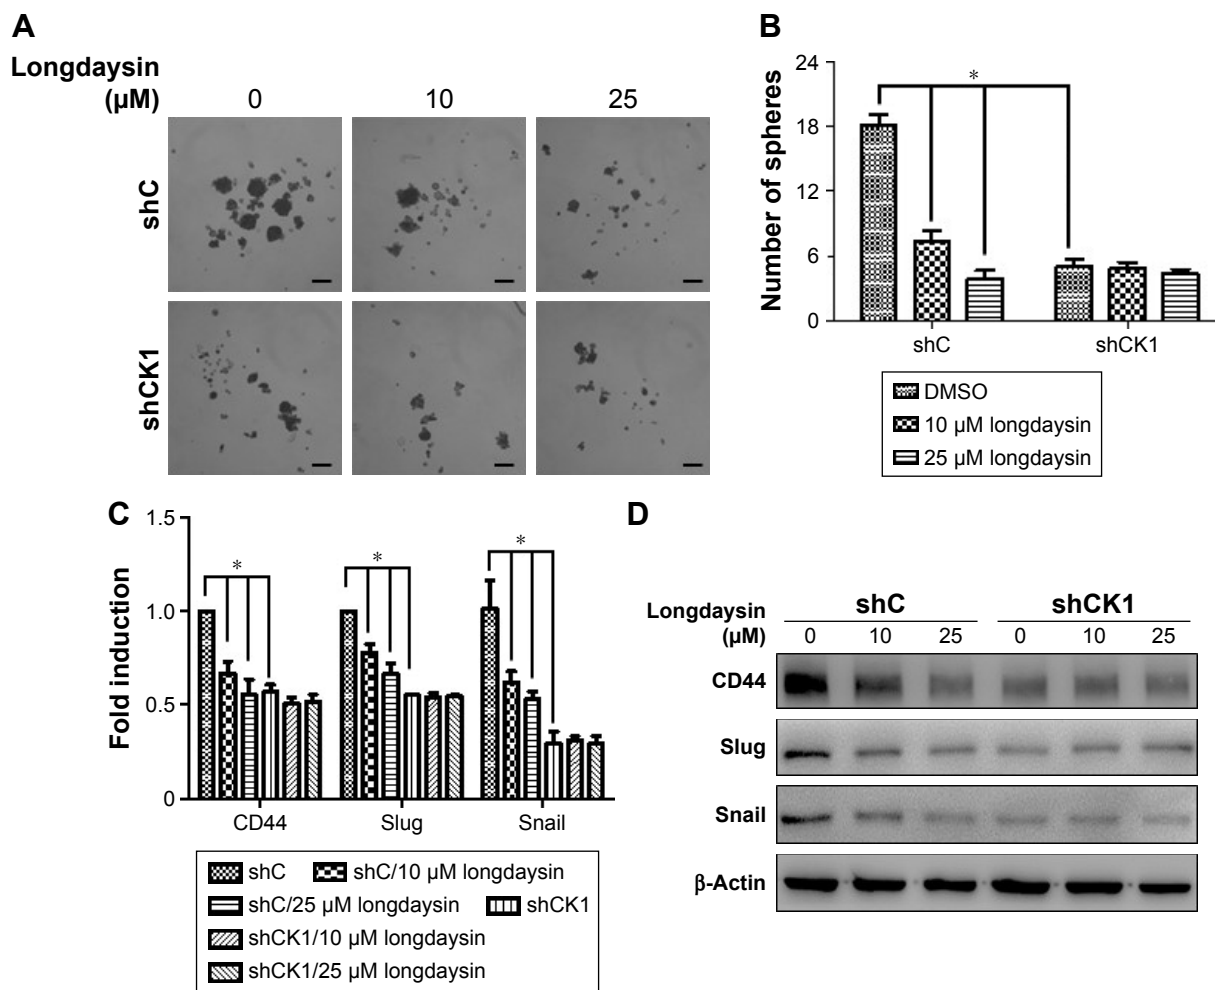 A
Longdaysin
(µM)
0 10 25
shC
shCK1
B
Number of spheres
24
18
12
6
0
*
shC shCK1
DMSO
10 µM longdaysin
25 µM longdaysin
C
Fold induction
1.5
1.0
0.5
0
* * *
CD44 Slug Snail
shC shC/10 µM longdaysin
shC/25 µM longdaysin shCK1
shCK1/10 µM longdaysin
shCK1/25 µM longdaysin
D
Longdaysin
(µM)
shC shCK1
0 10 25 0 10 25
CD44
Slug
Snail
β-Actin